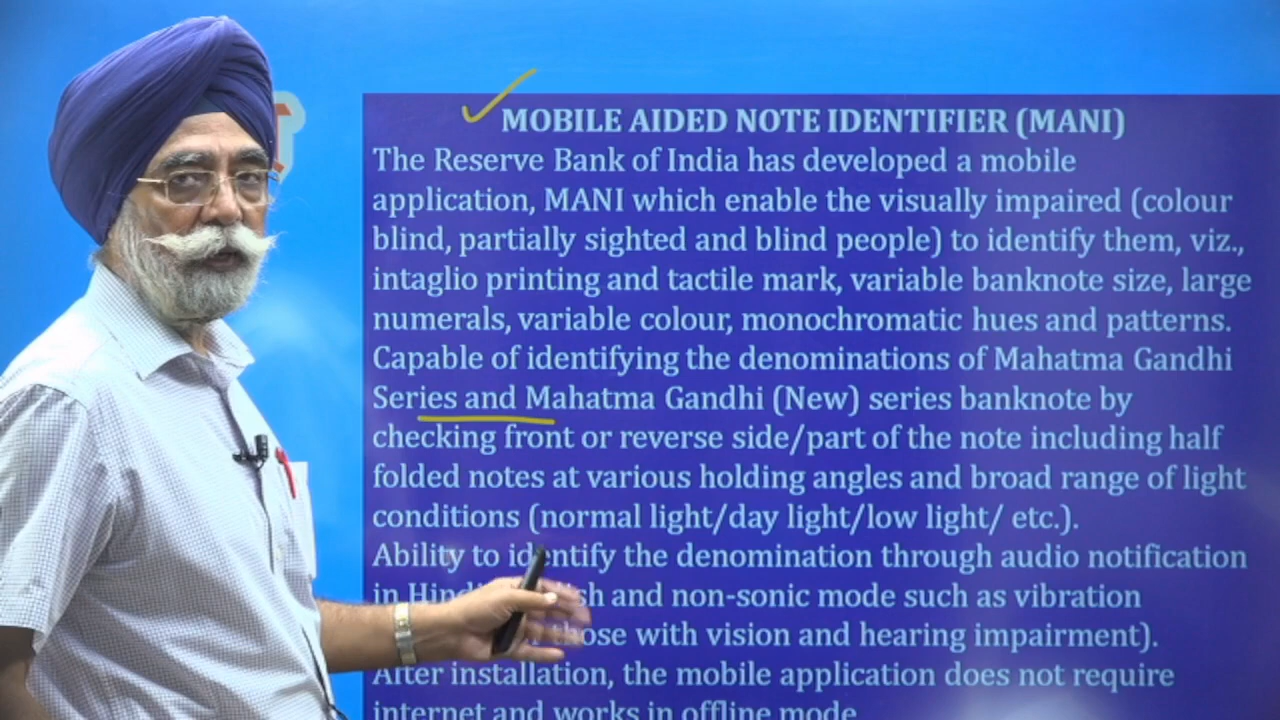 MOBILE AIDED NOTE IDENTIFIER (MANI)
The Reserve Bank of India has developed a mobile
application, MANI which enable the visually impaired (colour
blind, partially sighted and blind people) to identify them, viz.,
intaglio printing and tactile mark, variable banknote size, large
numerals, variable colour, monochromatic hues and patterns.
Capable of identifying the denominations of Mahatma Gandhi
Series and Mahatma Gandhi (New) series banknote by
checking front or reverse side/part of the note including half
folded notes at various holding angles and broad range of light
conditions (normal light/day light/low light/ etc.).
Ability to identify the denomination through audio notification
in and non-sonic mode such as vibration
those with vision and hearing impairment).
After installation, the mobile application does not require
internet and works in offline mode